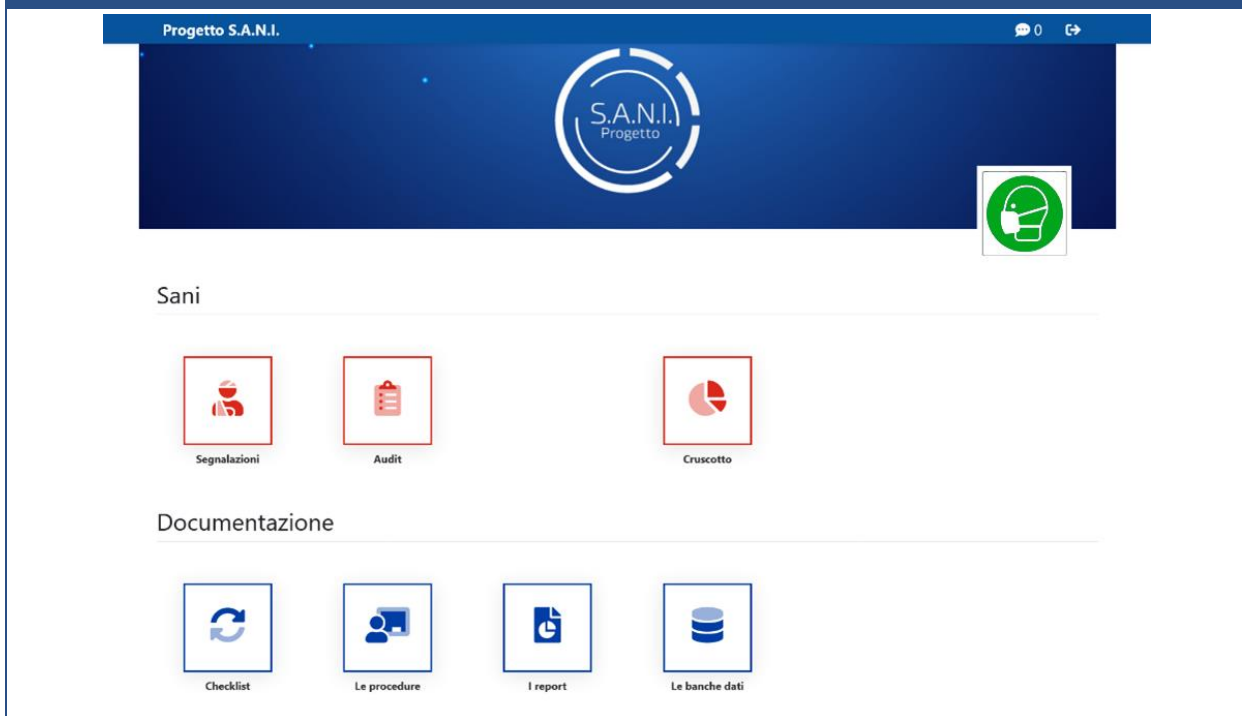 Progetto S.A.N.I.
0
S.A.N.I.
Progetto
Sani
Segnalazioni
Audit
Cruscotto
Documentazione
Checklist
Le procedure
I report
Le banche dati